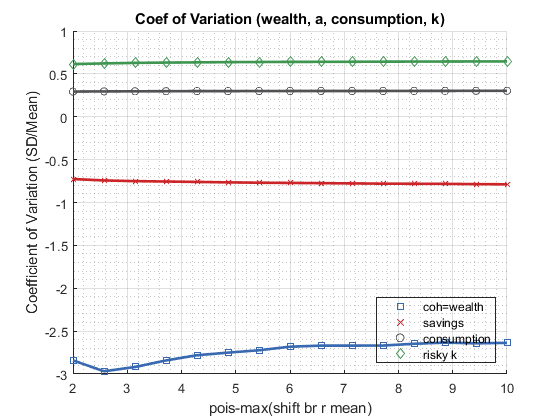 Coef of Variation (wealth, a, consumption, k)
Coefficient of Variation (SD/Mean)
1
0.5
0
-0.5
-1
-1.5
-2
-2.5
-3
coh=wealth
savings
consumption
risky k
2 3 4 5 6 7 8 9 10
pois-max(shift br r mean)